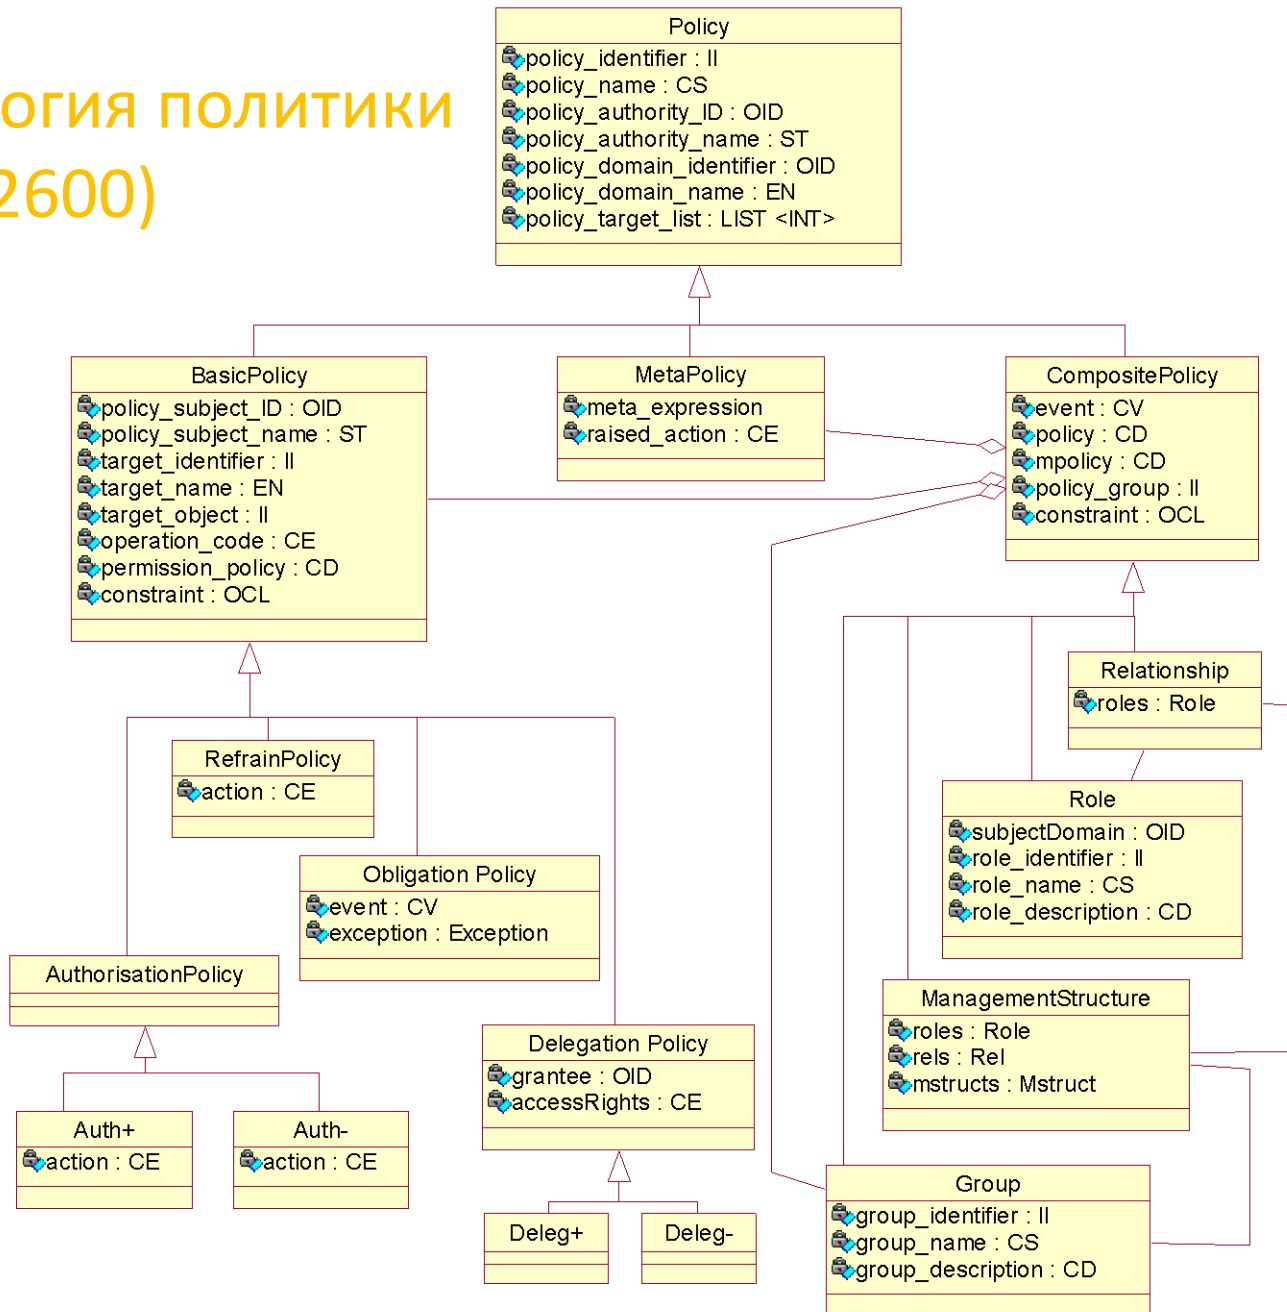 огия политики
2600)
Policy
policy_identifier : II
policy_name : CS
policy_authority_ID : OID
policy_authority_name : ST
policy_domain_identifier : OID
policy_domain_name : EN
policy_target_list : LIST <INT>
BasicPolicy
policy_subject_ID : OID
policy_subject_name : ST
target_identifier : II
target_name : EN
target_object : II
operation_code : CE
permission_policy : CD
constraint : OCL
MetaPolicy
meta_expression
raised_action : CE
CompositePolicy
event : CV
policy : CD
mpolicy : CD
policy_group : II
constraint : OCL
Relationship
roles : Role
RefrainPolicy
action : CE
Role
subjectDomain : OID
role_identifier : II
role_name : CS
role_description : CD
Obligation Policy
event : CV
exception : Exception
AuthorisationPolicy
ManagementStructure
roles : Role
rels : Rel
mstructs : Mstruct
Delegation Policy
grantee : OID
accessRights : CE
Auth+
action : CE
Auth-
action : CE
Group
group_identifier : II
group_name : CS
group_description : CD
Deleg+
Deleg-